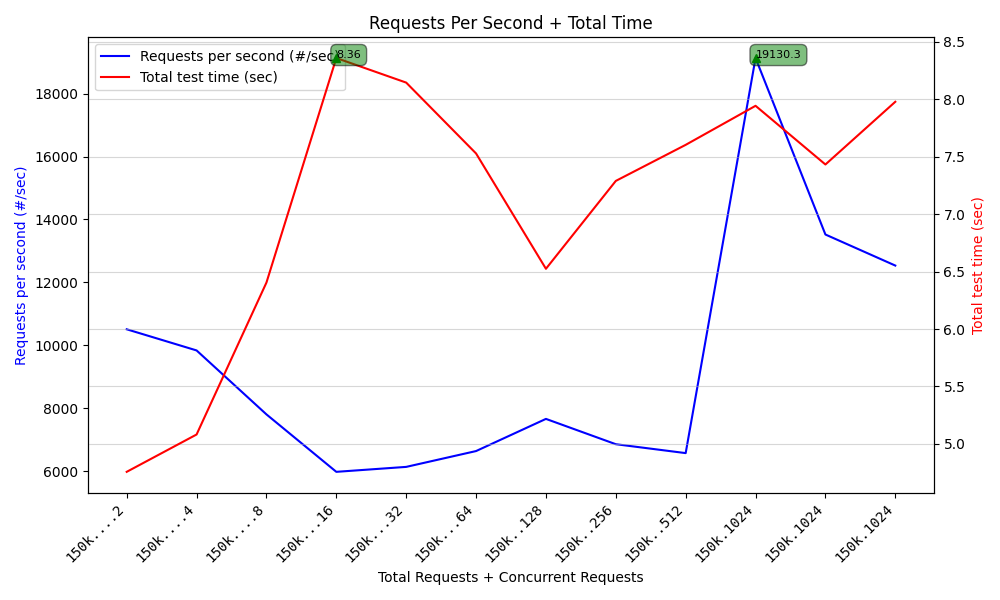 Requests Per Second + Total Time
Requests per second (#/sec)
Total test time (sec)
8.36
19130.3
18000
16000
14000
12000
10000
8000
6000
Requests per second (#/sec)
8.5
8.0
7.5
7.0
6.5
6.0
5.5
5.0
Total test time (sec)
150k....2
150k....4
150k....8
150k...16
150k...32
150k...64
150k..128
150k..256
150k..512
150k.1024
150k.1024
150k.1024
Total Requests + Concurrent Requests